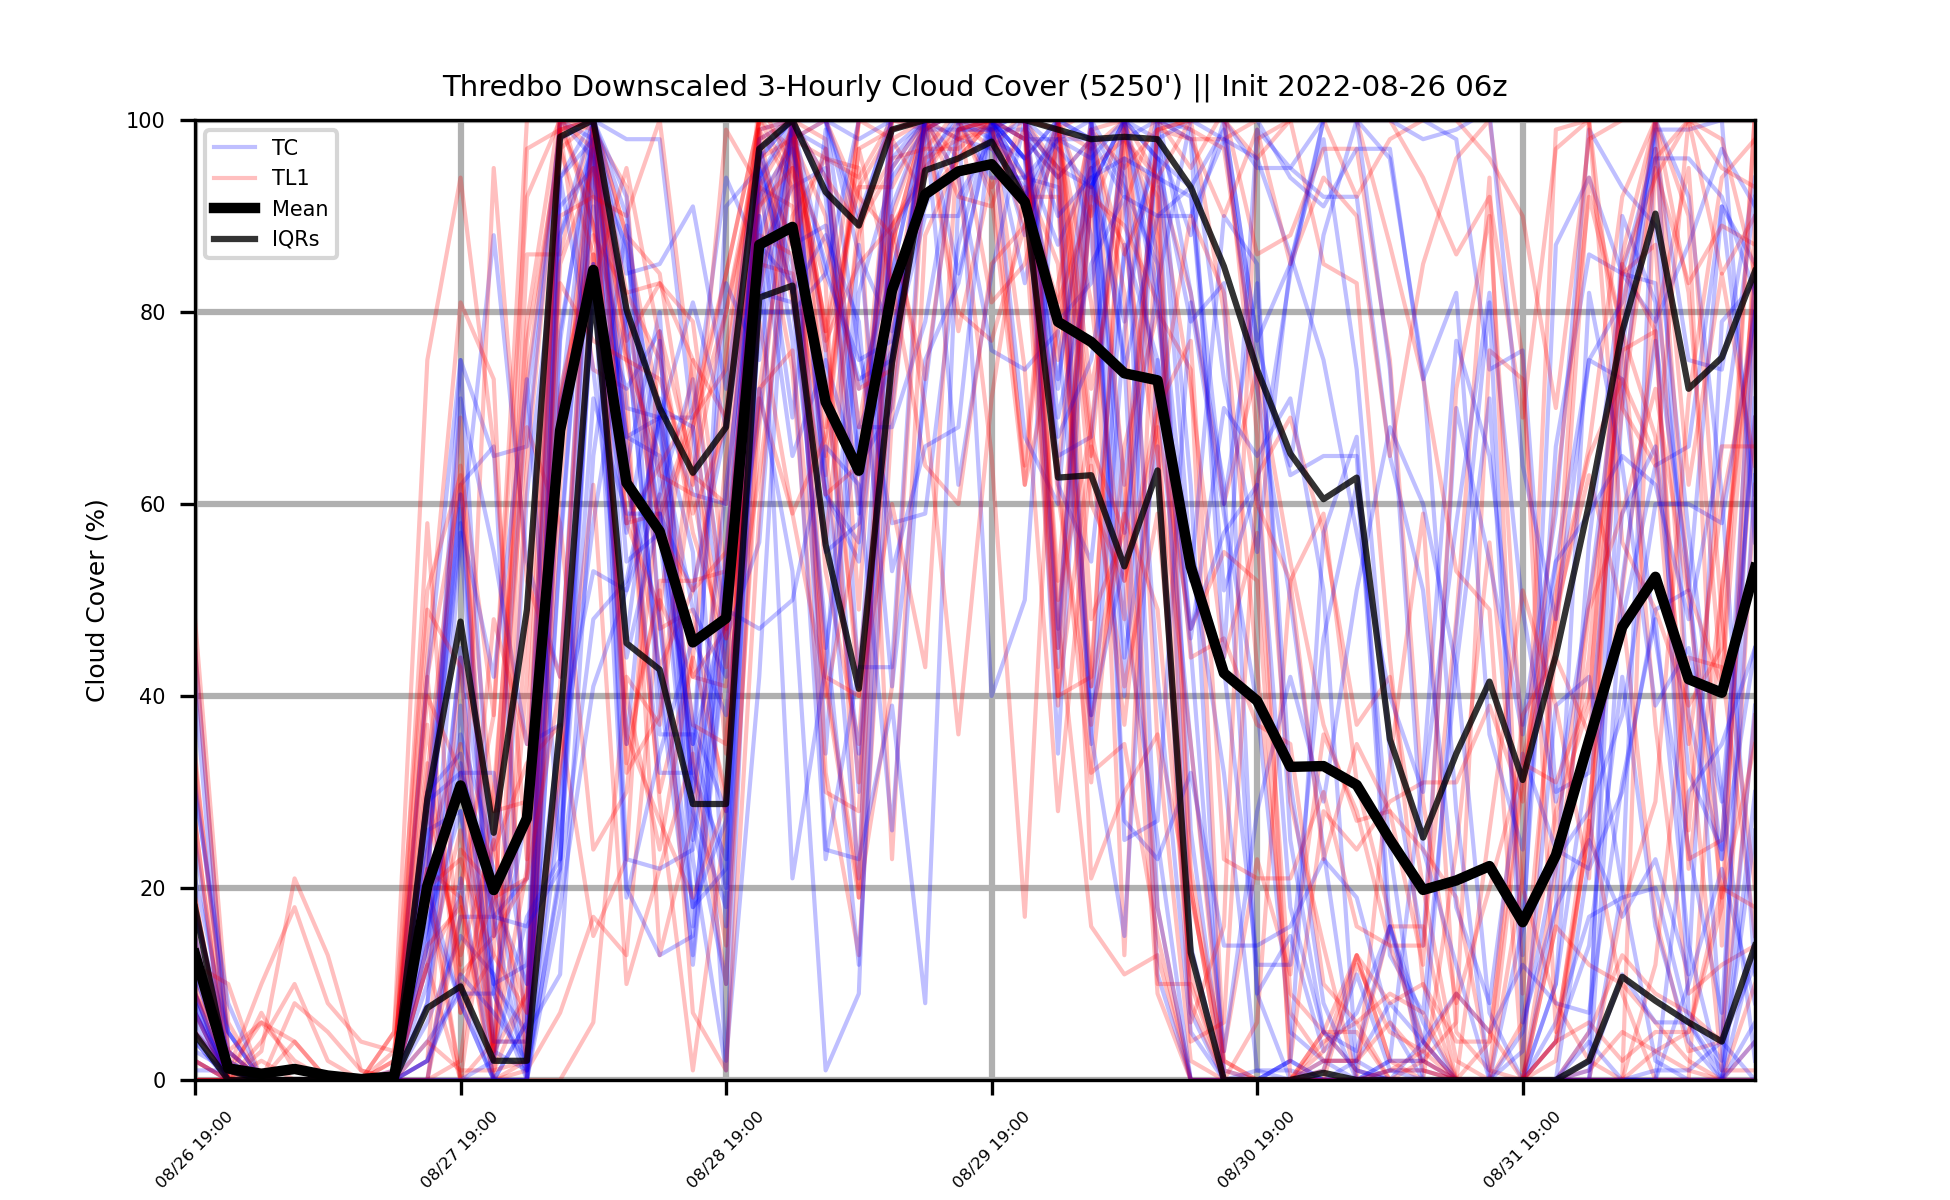 Thredbo Downscaled 3-Hourly Cloud Cover (5250') || Init 2022-08-26 06z
Cloud Cover (%)
100
80
60
40
20
0
TC
TL1
Mean
IQRs
08/26 19:00
08/27 19:00
08/28 19:00
08/29 19:00
08/30 19:00
08/31 19:00